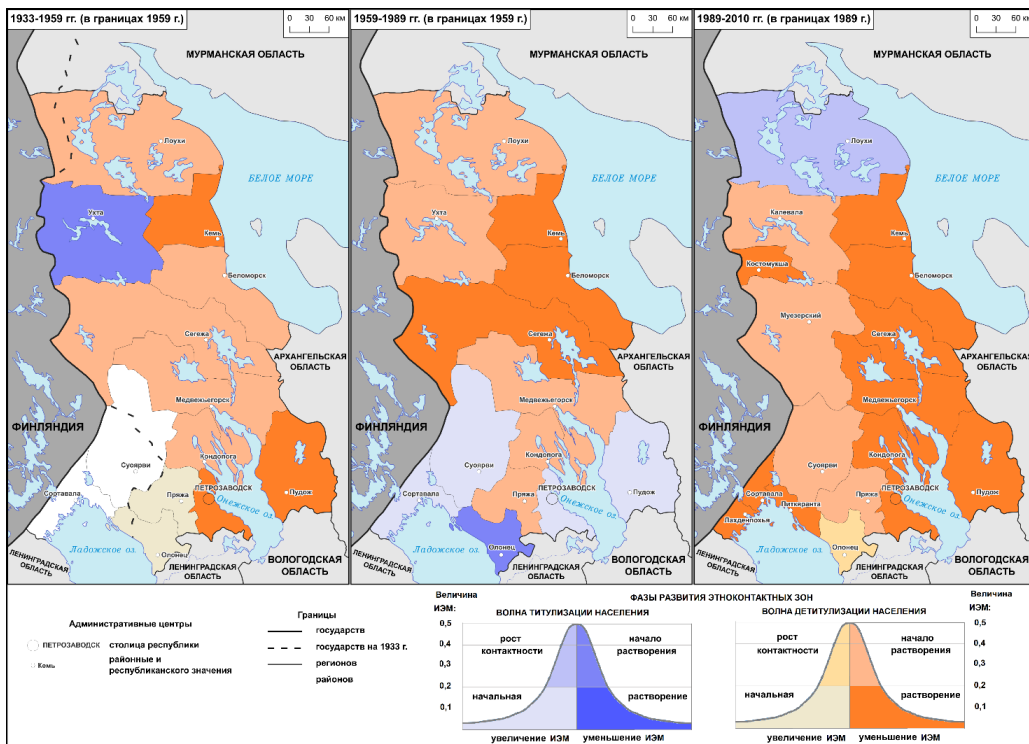 1933-1959 гг. (в границах 1959 г.)
0 30 60 км
МУРМАНСКАЯ ОБЛАСТЬ
Лоухи
БЕЛОЕ МОРЕ
Ухта
Кемь
Беломорск
Сегежа
АРХАНГЕЛЬСКАЯ
ОБЛАСТЬ
Медвежьегорск
ФИНЛЯНДИЯ
Кондопога
Суоярви
ПЕТРОЗАВОДСК
Сортавала
Пряжа
Онежское оз.
Пудож
Ладожское оз.
Олонец
ЛЕНИНГРАДСКАЯ
ОБЛАСТЬ
ЛЕНИНГРАДСКАЯ
ОБЛАСТЬ
ВОЛОГОДСКАЯ
ОБЛАСТЬ
1959-1989 гг. (в границах 1959 г.)
0 30 60 км
МУРМАНСКАЯ ОБЛАСТЬ
Лоухи
БЕЛОЕ МОРЕ
Ухта
Кемь
Беломорск
Сегежа
АРХАНГЕЛЬСКАЯ
ОБЛАСТЬ
Медвежьегорск
ФИНЛЯНДИЯ
Кондопога
Суоярви
ПЕТРОЗАВОДСК
Сортавала
Пряжа
Онежское оз.
Пудож
Ладожское оз.
Олонец
ЛЕНИНГРАДСКАЯ
ОБЛАСТЬ
ЛЕНИНГРАДСКАЯ
ОБЛАСТЬ
ВОЛОГОДСКАЯ
ОБЛАСТЬ
1989-2010 гг. (в границах 1989 г.)
0 30 60 км
МУРМАНСКАЯ ОБЛАСТЬ
Лоухи
БЕЛОЕ МОРЕ
Калевала
Кемь
Костомукша
Беломорск
Муезерский
Сегежа
АРХАНГЕЛЬСКАЯ
ОБЛАСТЬ
Медвежьегорск
ФИНЛЯНДИЯ
Кондопога
Суоярви
ПЕТРОЗАВОДСК
Сортавала
Питкяранта
Пряжа
Онежское оз.
Пудож
Лахденпохья
Ладожское оз.
Олонец
ЛЕНИНГРАДСКАЯ
ОБЛАСТЬ
ЛЕНИНГРАДСКАЯ
ОБЛАСТЬ
ВОЛОГОДСКАЯ
ОБЛАСТЬ
Административные центры
ПЕТРОЗАВОДСК столица республики
Кемь районные и
республиканского значения
Границы
государств
государств на 1933 г.
регионов
районов
ФАЗЫ РАЗВИТИЯ ЭТНОКОНТАКТНЫХ ЗОН
Величина
ИЭМ:
ВОЛНА ТИТУЛИЗАЦИИ НАСЕЛЕНИЯ
0,5
0,4
0,3
0,2
0,1
рост
контактности
начало
растворения
начальная
растворение
увеличение ИЭМ
уменьшение ИЭМ
ВОЛНА ДЕТИТУЛИЗАЦИИ НАСЕЛЕНИЯ
рост
контактности
начало
растворения
начальная
растворение
увеличение ИЭМ
уменьшение ИЭМ
Величина
ИЭМ:
0,5
0,4
0,3
0,2
0,1